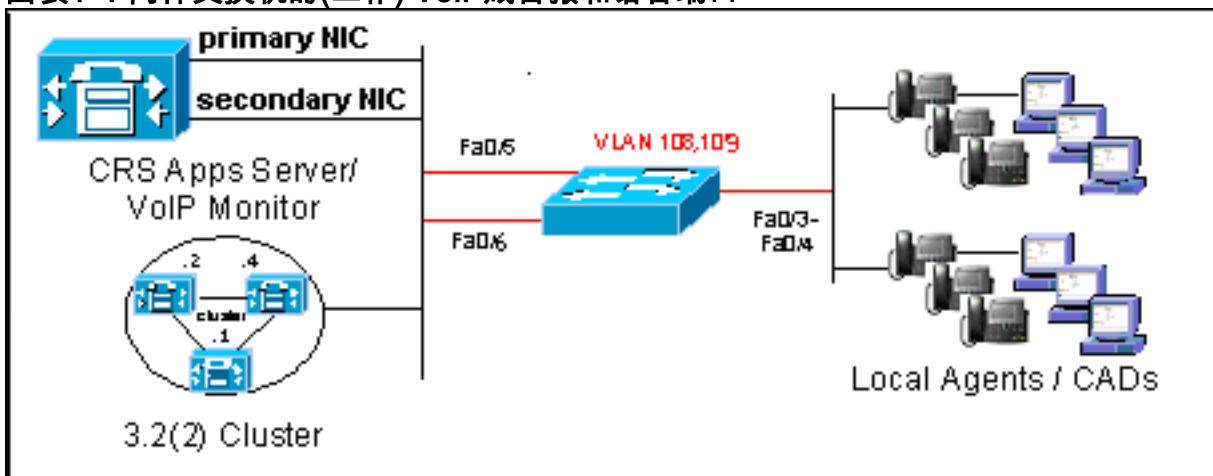 VoIP
primary NIC
secondary NIC
CRS Apps Server/
VoIP Monitor
Fa0/5
Fa0/6
VLAN 108,109
Fa0/3-
Fa0/4
.2
.4
cluster
.1
3.2(2) Cluster
Local Agents / CADs